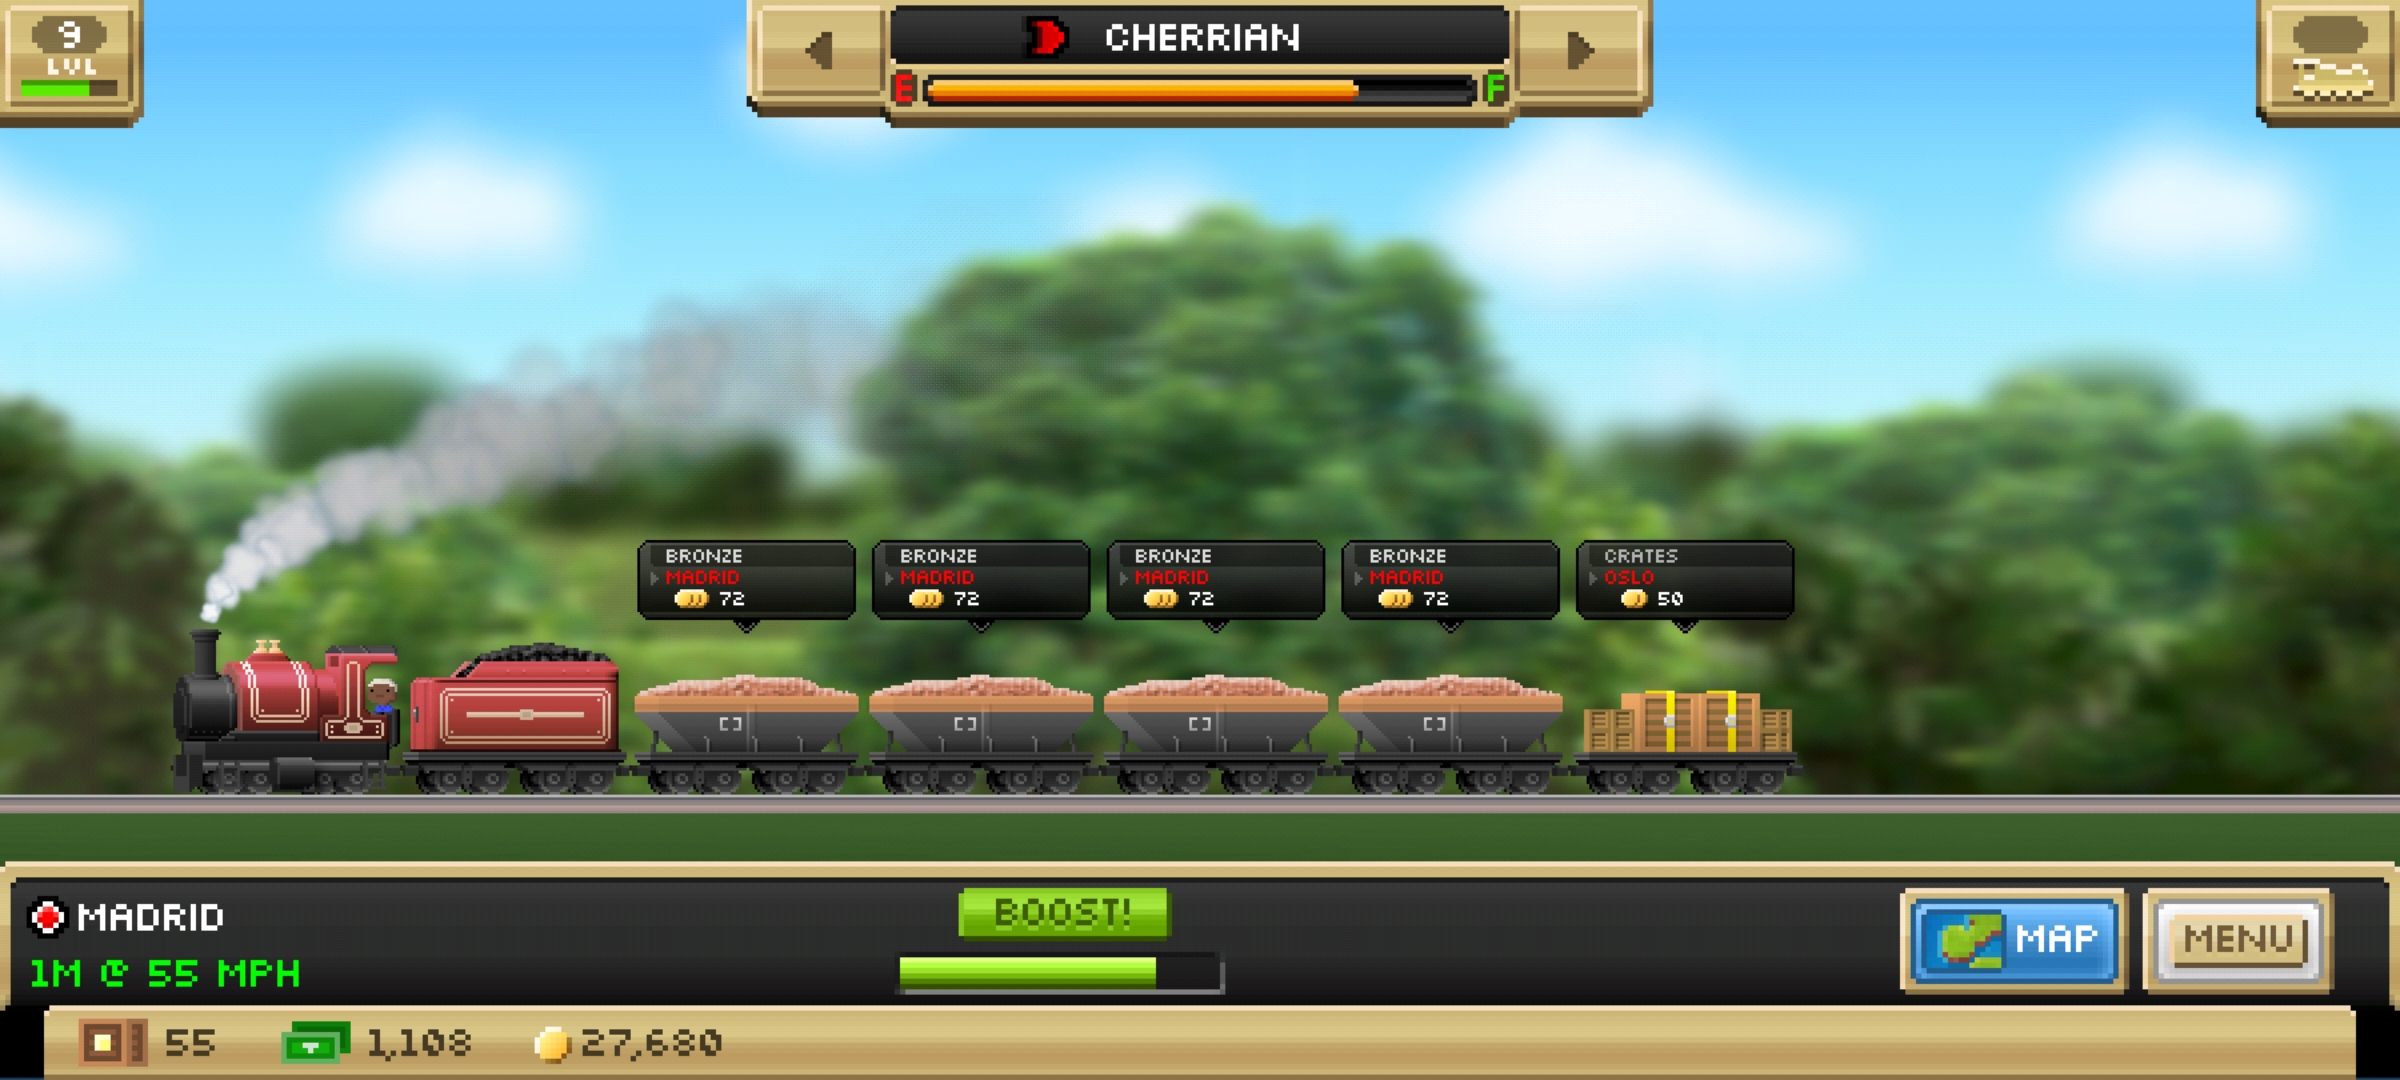 9
LVL
CHERRIAN
E F
BRONZE
MADRID
72
BRONZE
MADRID
72
BRONZE
MADRID
72
BRONZE
MADRID
72
CRATES
OSLO
50
MADRID
1M @ 55 MPH
BOOST!
MAP
MENU
55 1,108 27,680